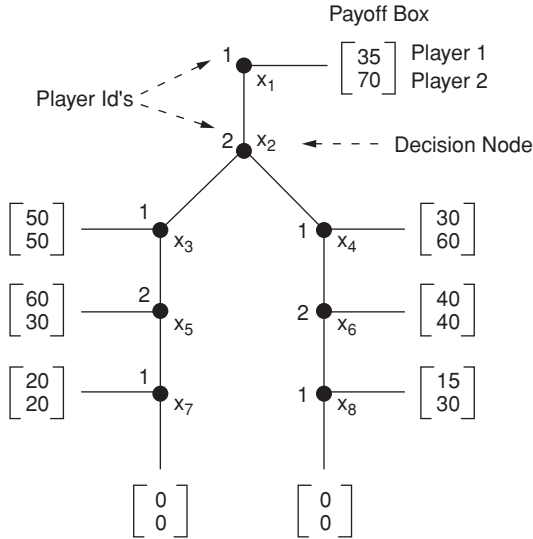 Payoff Box
1
35
70
Player 1
Player 2
x1
Player Id's
2
x2
Decision Node
50
50
1
x3
1
x4
30
60
60
30
2
x5
2
x6
40
40
20
20
1
x7
1
x8
15
30
0
0
0
0